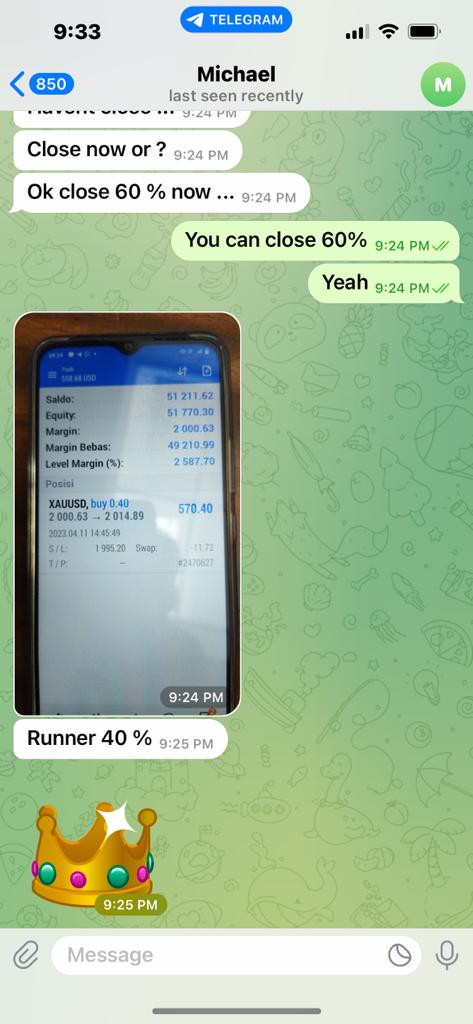 9:33
TELEGRAM
850
Michael
last seen recently
M
Havent close ... 9:24 PM
Close now or ? 9:24 PM
Ok close 60 % now ... 9:24 PM
You can close 60% 9:24 PM
Yeah 9:24 PM
Trade
558.68 USD
Saldo: 51 211.62
Equity: 51 770.30
Margin: 2 000.63
Margin Bebas: 49 210.99
Level Margin (%): 2 587.70
Posisi
XAUUSD, buy 0.40 570.40
2 000.63 → 2 014.89
2023.04.11 14:45:49
S / L: 1 995.20 Swap: -11.72
T / P: – #2470627
9:24 PM
Runner 40 % 9:25 PM
9:25 PM
Message